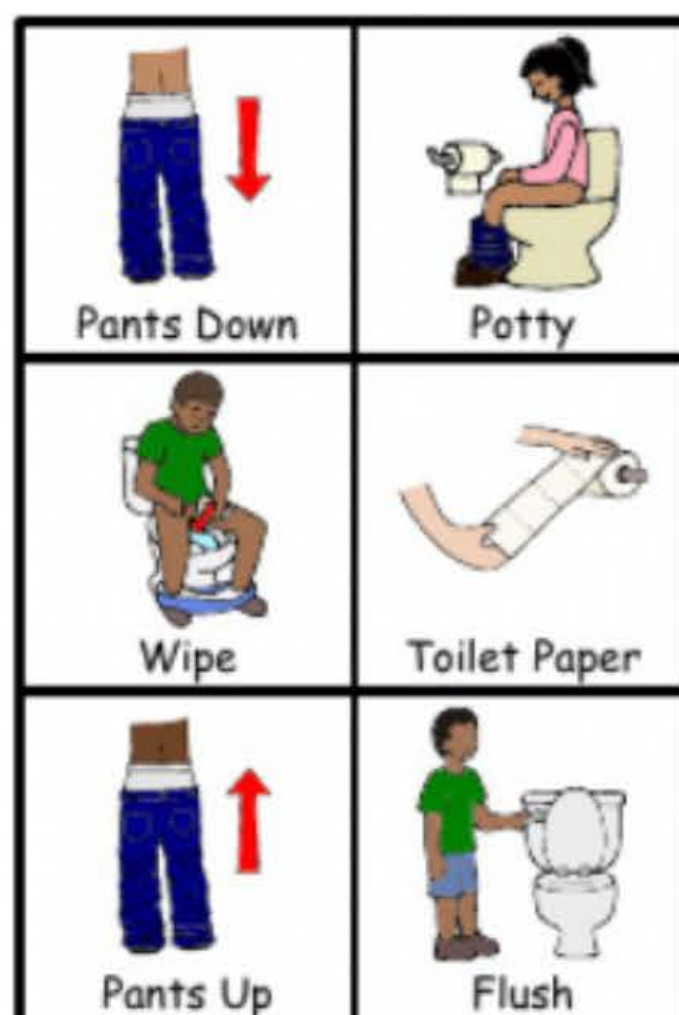 Pants Down
Potty
Wipe
Toilet Paper
Pants Up
Flush